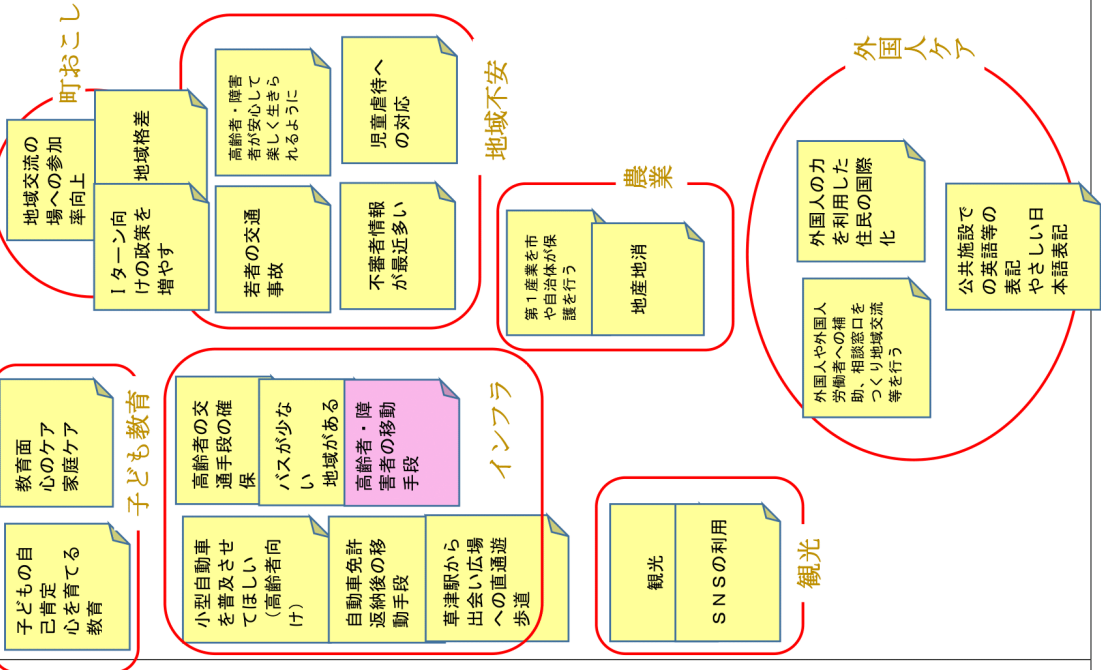 町おこし
地域交流の
場への参加
率向上
地域格差
Iターン向
けの政策を
増やす
地域不安
高齢者・障害
者が安心して
楽しく生きら
れるように
児童虐待へ
の対応
若者の交通
事故
不審者情報
が最近多い
農業
第1産業を市
や自治体が保
護を行う
地産地消
外国人ケア
外国人の力
を利用した
住民の国際
化
公共施設で
の英語等の
表記
やさしい日
本語表記
外国人や外国人
労働者への補
助、相談窓口を
つくり地域交流
等を行う
子ども教育
教育面
心のケア
家庭ケア
子どもの自
己肯定
心を育てる
教育
インフラ
高齢者の交
通手段の確
保
バスが少な
い
地域がある
高齢者・障
害者の移動
手段
小型自動車
を普及させ
てほしい
（高齢者向
け）
自動車免許
返納後の移
動手段
草津駅から
出会い広場
への直通遊
歩道
観光
観光
ＳＮＳの利用